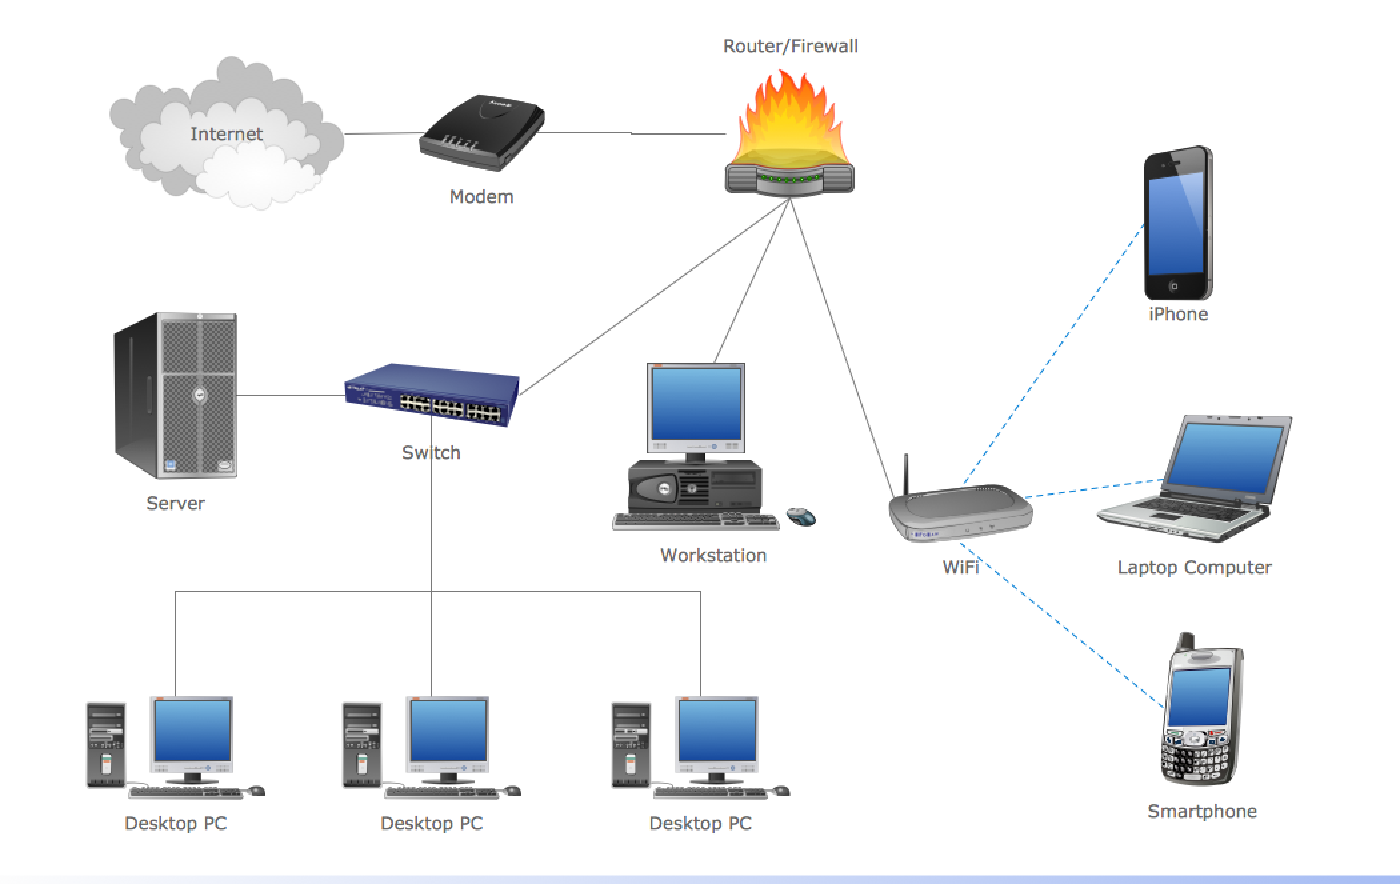 Router/Firewall
Internet
Modem
iPhone
Switch
Server
Workstation
WiFi
Laptop Computer
Smartphone
Desktop PC
Desktop PC
Desktop PC